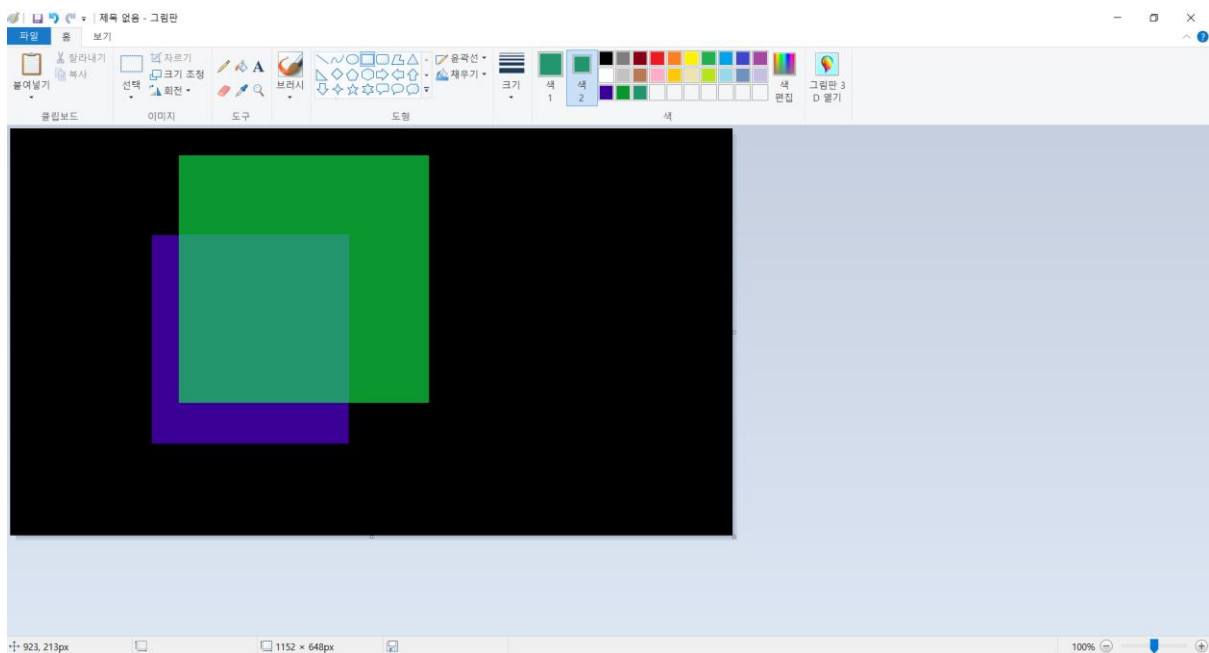 제목 없음 - 그림판
파일 홈 보기
붙여넣기
잘라내기
복사
선택
자르기
크기 조정
회전
A
브러시
윤곽선
채우기
크기
색 1
색 2
색 편집
그림판 3D 열기
클립보드 이미지 도구 도형 색
923, 213px 1152 × 648px 100%